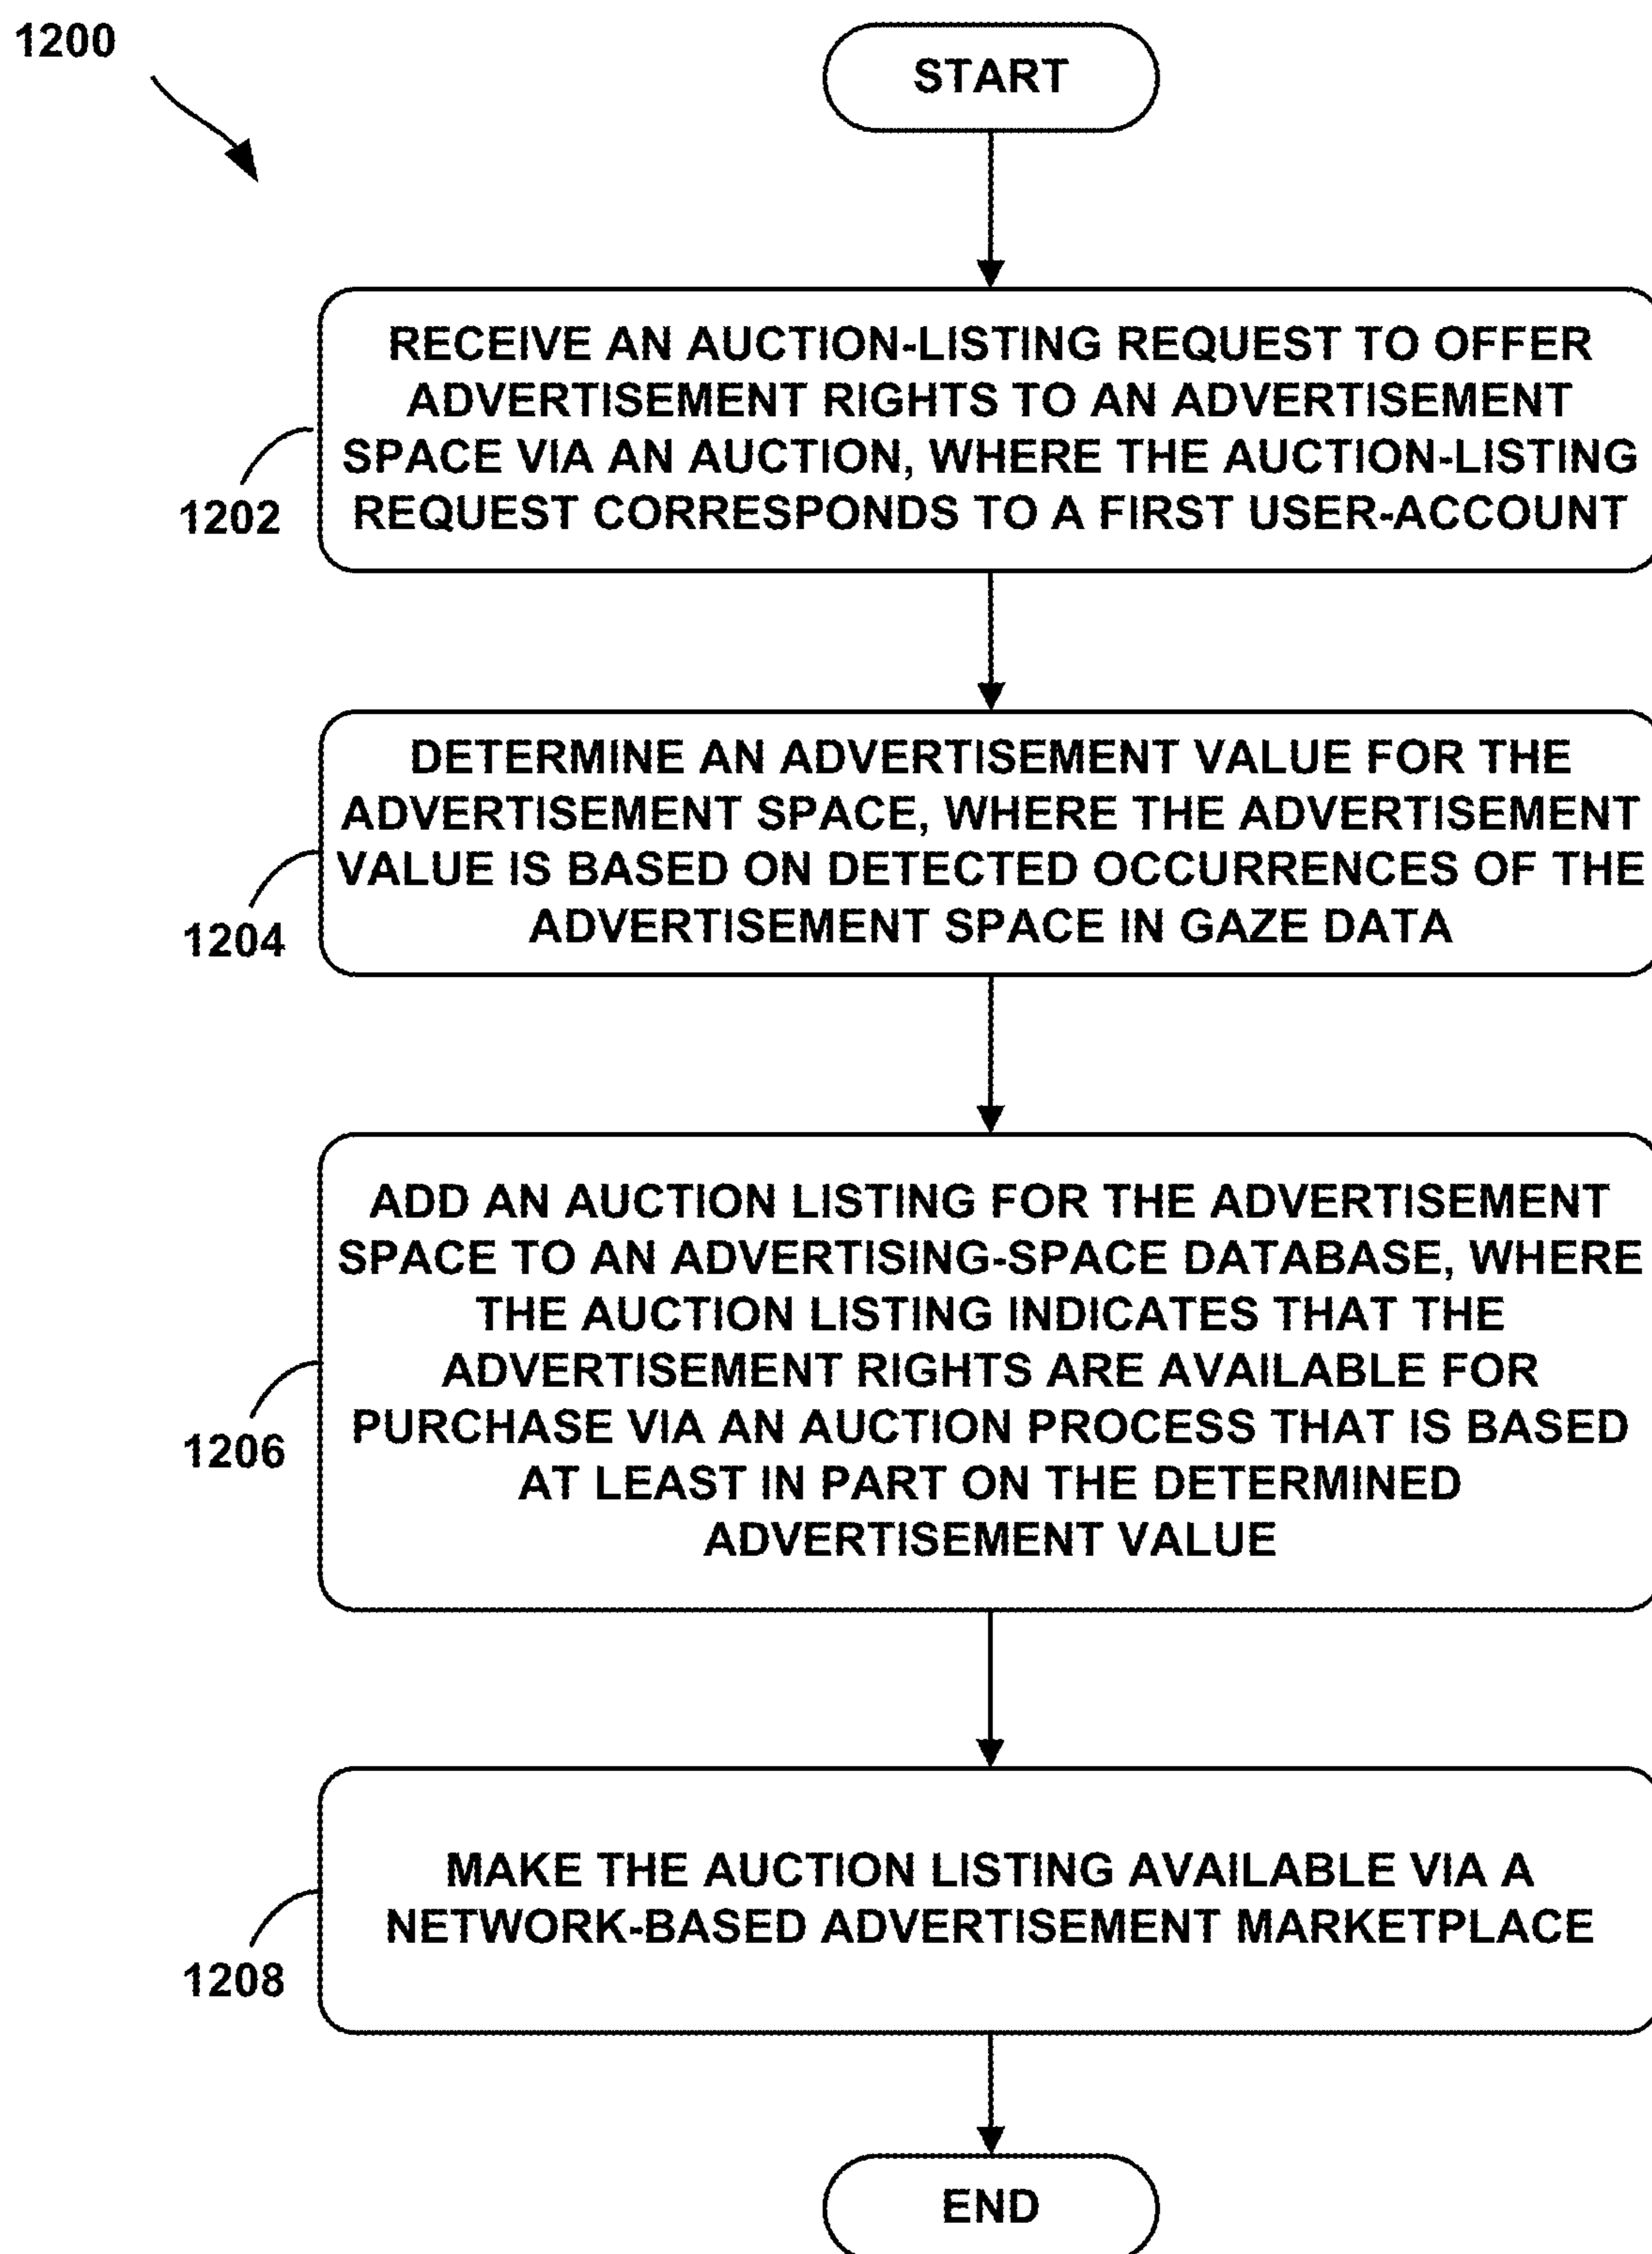 1200
START
RECEIVE AN AUCTION-LISTING REQUEST TO OFFER
ADVERTISEMENT RIGHTS TO AN ADVERTISEMENT
SPACE VIA AN AUCTION, WHERE THE AUCTION-LISTING
REQUEST CORRESPONDS TO A FIRST USER-ACCOUNT
1202
DETERMINE AN ADVERTISEMENT VALUE FOR THE
ADVERTISEMENT SPACE, WHERE THE ADVERTISEMENT
VALUE IS BASED ON DETECTED OCCURRENCES OF THE
ADVERTISEMENT SPACE IN GAZE DATA
1204
ADD AN AUCTION LISTING FOR THE ADVERTISEMENT
SPACE TO AN ADVERTISING-SPACE DATABASE, WHERE
THE AUCTION LISTING INDICATES THAT THE
ADVERTISEMENT RIGHTS ARE AVAILABLE FOR
PURCHASE VIA AN AUCTION PROCESS THAT IS BASED
AT LEAST IN PART ON THE DETERMINED
ADVERTISEMENT VALUE
1206
MAKE THE AUCTION LISTING AVAILABLE VIA A
NETWORK-BASED ADVERTISEMENT MARKETPLACE
1208
END